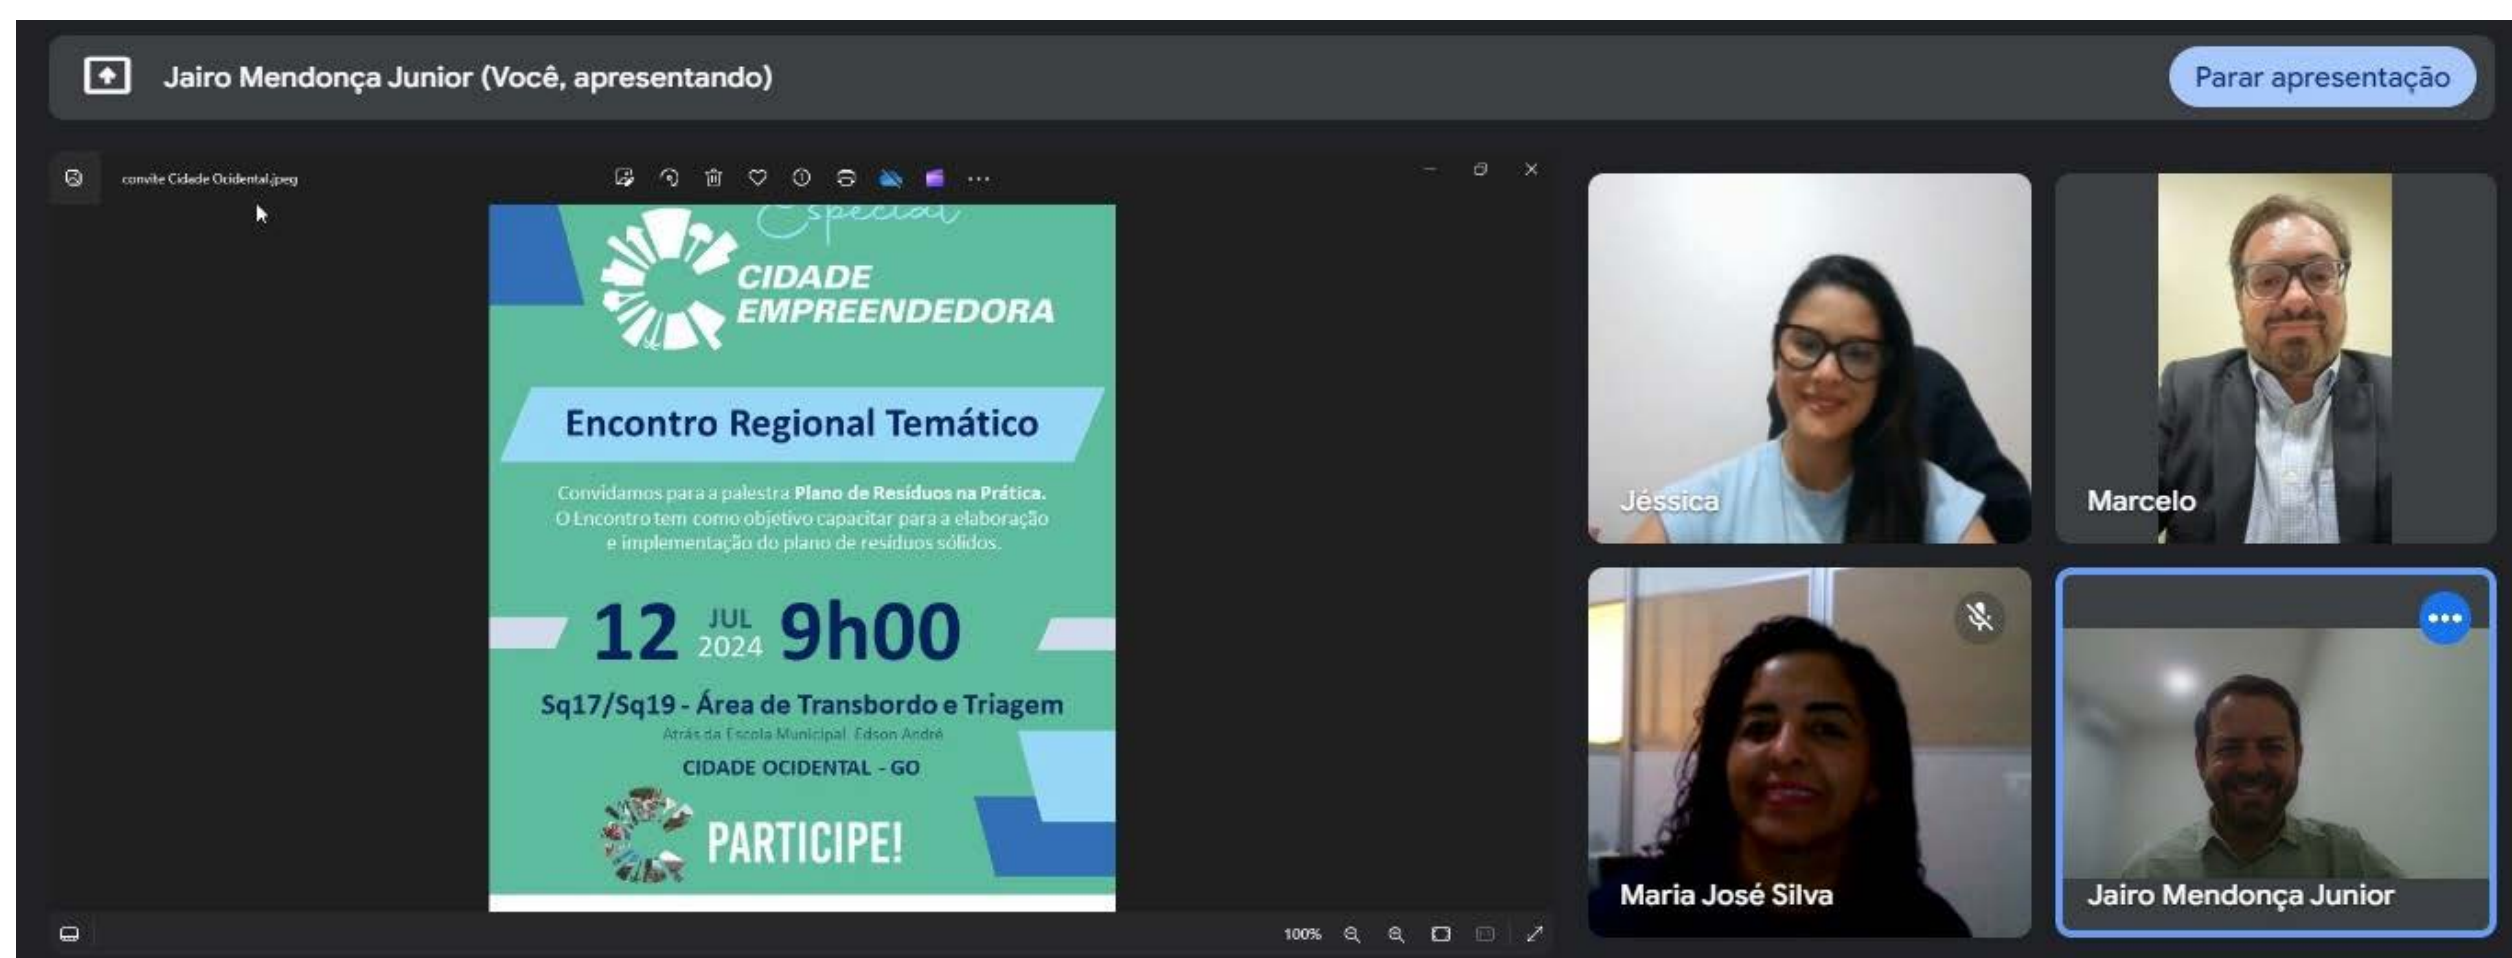 Jairo Mendonça Junior (Você, apresentando)
Parar apresentação
convite Cidade Ocidental.jpeg
Especial
CIDADE
EMPREENDEDORA
Encontro Regional Temático
Convidamos para a palestra Plano de Resíduos na Prática.
O Encontro tem como objetivo capacitar para a elaboração
e implementação do plano de resíduos sólidos.
12 JUL 2024 9h00
Sq17/Sq19 - Área de Transbordo e Triagem
Atrás da Escola Municipal Edson André
CIDADE OCIDENTAL - GO
PARTICIPE!
100%
Jéssica
Marcelo
Maria José Silva
Jairo Mendonça Junior